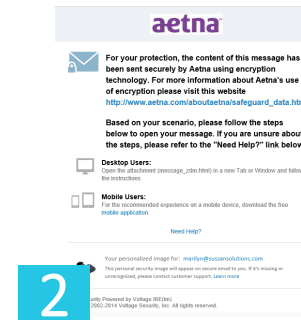 aetna
For your protection, the content of this message has
been sent securely by Aetna using encryption
technology. For more information about Aetna's use
of encryption please visit this website
http://www.aetna.com/aboutaetna/safeguard_data.htm
Based on your scenario, please follow the steps
below to open your message. If you are unsure about
the steps, please refer to the "Need Help?" link below
Desktop Users:
Open the attachment (message_zdm.html) in a new Tab or Window and follow
the instructions
Mobile Users:
For the recommended experience on a mobile device, download the free
mobile application.
Need Help?
Your personalized image for: marilyn@sussansolutions.com
This personal security image will appear on secure email to you. If it's missing or
unrecognized, please contact customer support. Learn more
2
Powered by Voltage IBE(tm)
2002-2014 Voltage Security, Inc. All rights reserved.